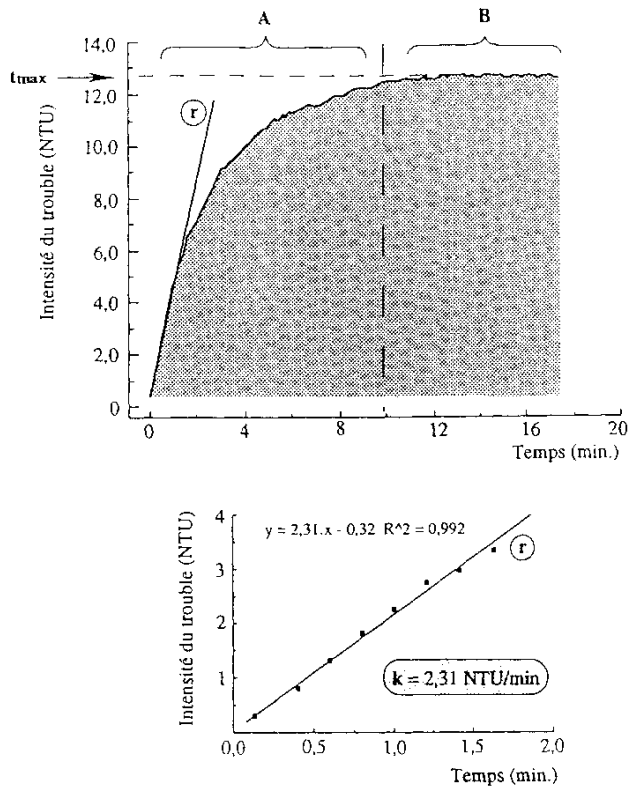 A
B
tmax
r
Intensité du trouble (NTU)
14,0
12,0
10,0
8,0
6,0
4,0
2,0
0
0
4
8
12
16
20
Temps (min.)
y = 2,31.x - 0,32 R^2 = 0,992
r
Intensité du trouble (NTU)
4
3
2
1
k = 2,31 NTU/min
0,0
0,5
1,0
1,5
2,0
Temps (min.)